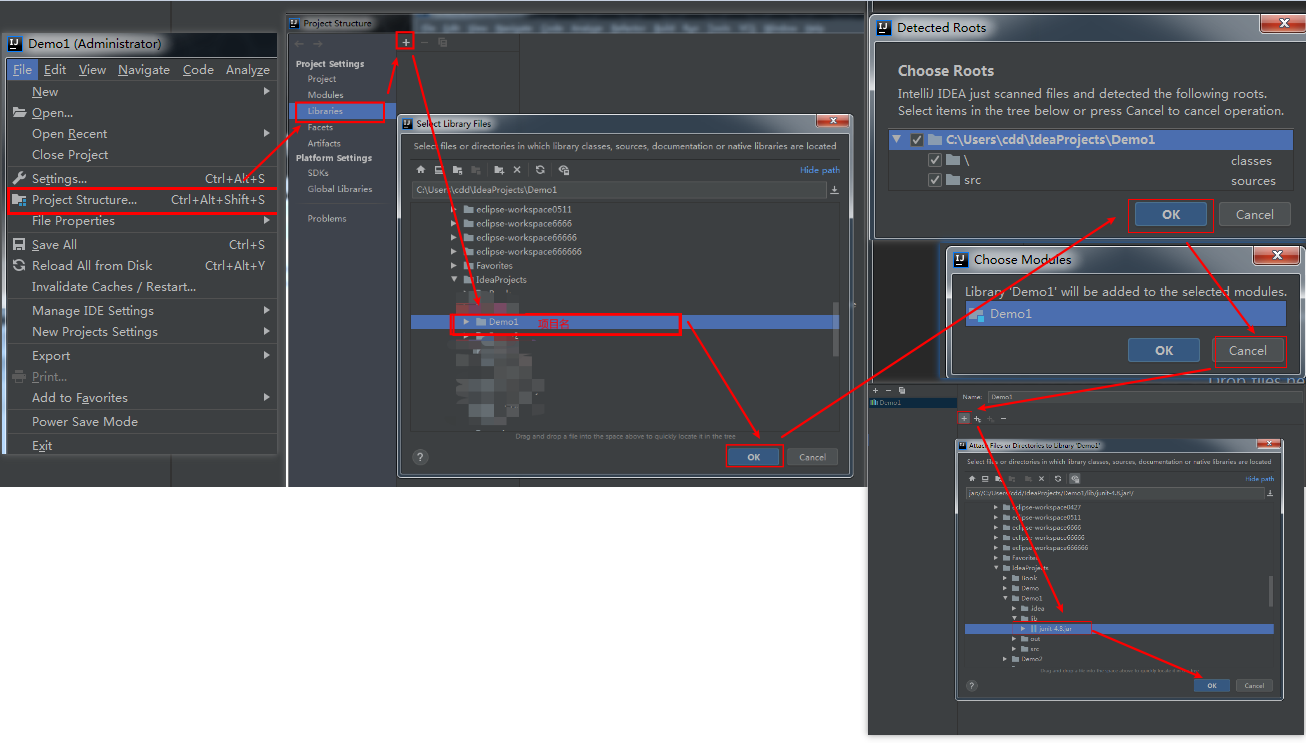 Demo1 (Administrator)
File Edit View Navigate Code Analyze
New
Open...
Open Recent
Close Project
Settings... Ctrl+Alt+S
Project Structure... Ctrl+Alt+Shift+S
File Properties
Save All Ctrl+S
Reload All from Disk Ctrl+Alt+Y
Invalidate Caches / Restart...
Manage IDE Settings
New Projects Settings
Export
Print...
Add to Favorites
Power Save Mode
Exit
Project Structure
Project Settings
Project
Modules
Libraries
Facets
Artifacts
Platform Settings
SDKs
Global Libraries
Problems
Select Library Files
Select files or directories in which library classes, sources, documentation or native libraries are located
Hide path
C:\Users\cdd\IdeaProjects\Demo1
eclipse-workspace0511
eclipse-workspace6666
eclipse-workspace66666
eclipse-workspace666666
Favorites
IdeaProjects
Demo1 项目名
Drag and drop a file into the space above to quickly locate it in the tree
? OK Cancel
Detected Roots
Choose Roots
IntelliJ IDEA just scanned files and detected the following roots.
Select items in the tree below or press Cancel to cancel operation.
C:\Users\cdd\IdeaProjects\Demo1
\ classes
src sources
OK Cancel
Choose Modules
Library 'Demo1' will be added to the selected modules.
Demo1
OK Cancel
Drop files he
Demo1
Name: Demo1
Attach Files or Directories to Library 'Demo1'
Select files or directories in which library classes, sources, documentation or native libraries are located
Hide path
jar://C:/Users/cdd/IdeaProjects/Demo1/lib/junit-4.8.jar!/
eclipse-workspace0427
eclipse-workspace0511
eclipse-workspace6666
eclipse-workspace66666
eclipse-workspace666666
Favorites
IdeaProjects
Book
Demo
Demo1
.idea
lib
junit-4.8.jar
out
src
Demo2
Drag and drop a file into the space above to quickly locate it in the tree
? OK Cancel